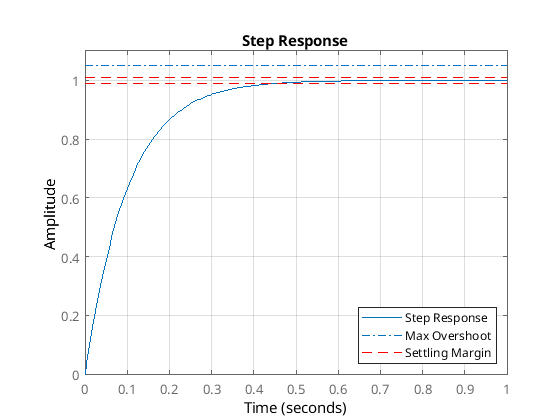 Step Response
1
0.8
0.6
0.4
0.2
0
Amplitude
Step Response
Max Overshoot
Settling Margin
0 0.1 0.2 0.3 0.4 0.5 0.6 0.7 0.8 0.9 1
Time (seconds)